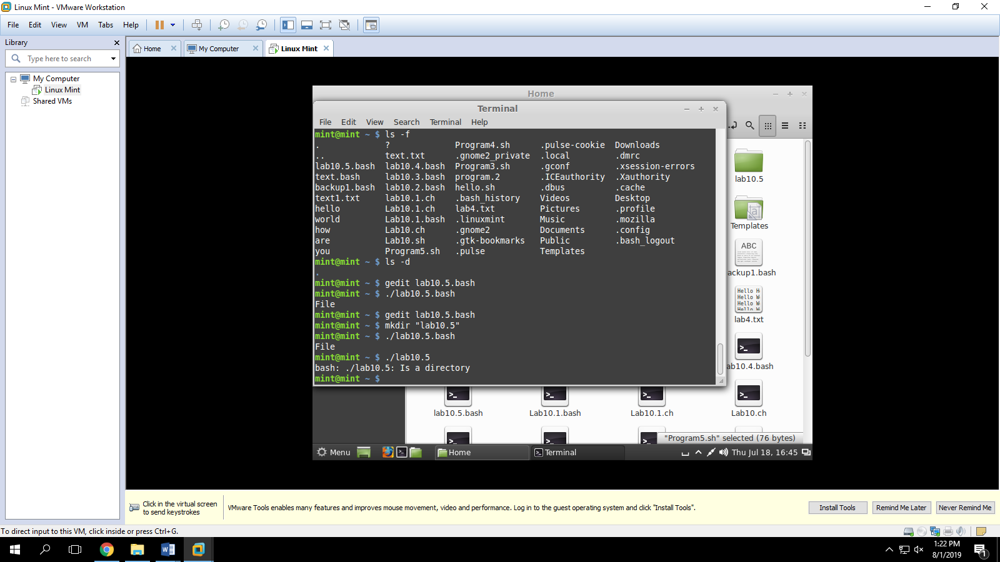 Linux Mint - VMware Workstation
File Edit View VM Tabs Help
Library
Type here to search
My Computer
Linux Mint
Shared VMs
Home My Computer Linux Mint
Home
Terminal
File Edit View Search Terminal Help
mint@mint ~ $ ls -f
. ? Program4.sh .pulse-cookie Downloads
.. text.txt .gnome2_private .local .dmrc
lab10.5.bash lab10.4.bash Program3.sh .gconf .xsession-errors
text.bash lab10.3.bash program.2 .ICEauthority .Xauthority
backup1.bash lab10.2.bash hello.sh .dbus .cache
text1.txt lab10.1.ch .bash_history Videos Desktop
hello Lab10.1.ch lab4.txt Pictures .profile
world Lab10.1.bash .linuxmint Music .mozilla
how Lab10.ch .gnome2 Documents .config
are Lab10.sh .gtk-bookmarks Public .bash_logout
you Program5.sh .pulse Templates
mint@mint ~ $ ls -d
.
mint@mint ~ $ gedit lab10.5.bash
mint@mint ~ $ ./lab10.5.bash
File
mint@mint ~ $ gedit lab10.5.bash
mint@mint ~ $ mkdir "lab10.5"
mint@mint ~ $ ./lab10.5.bash
File
mint@mint ~ $ ./lab10.5
bash: ./lab10.5: Is a directory
mint@mint ~ $
lab10.5
Templates
ABC
ackup1.bash
Hello H
Hello W
Hello W
Hello W
lab4.txt
ab10.4.bash
lab10.5.bash Lab10.1.bash Lab10.1.ch Lab10.ch
"Program5.sh" selected (76 bytes)
Menu Home Terminal Thu Jul 18, 16:45
Click in the virtual screen
to send keystrokes
VMware Tools enables many features and improves mouse movement, video and performance. Log in to the guest operating system and click "Install Tools".
Install Tools Remind Me Later Never Remind Me
To direct input to this VM, click inside or press Ctrl+G.
1:22 PM
8/1/2019
1